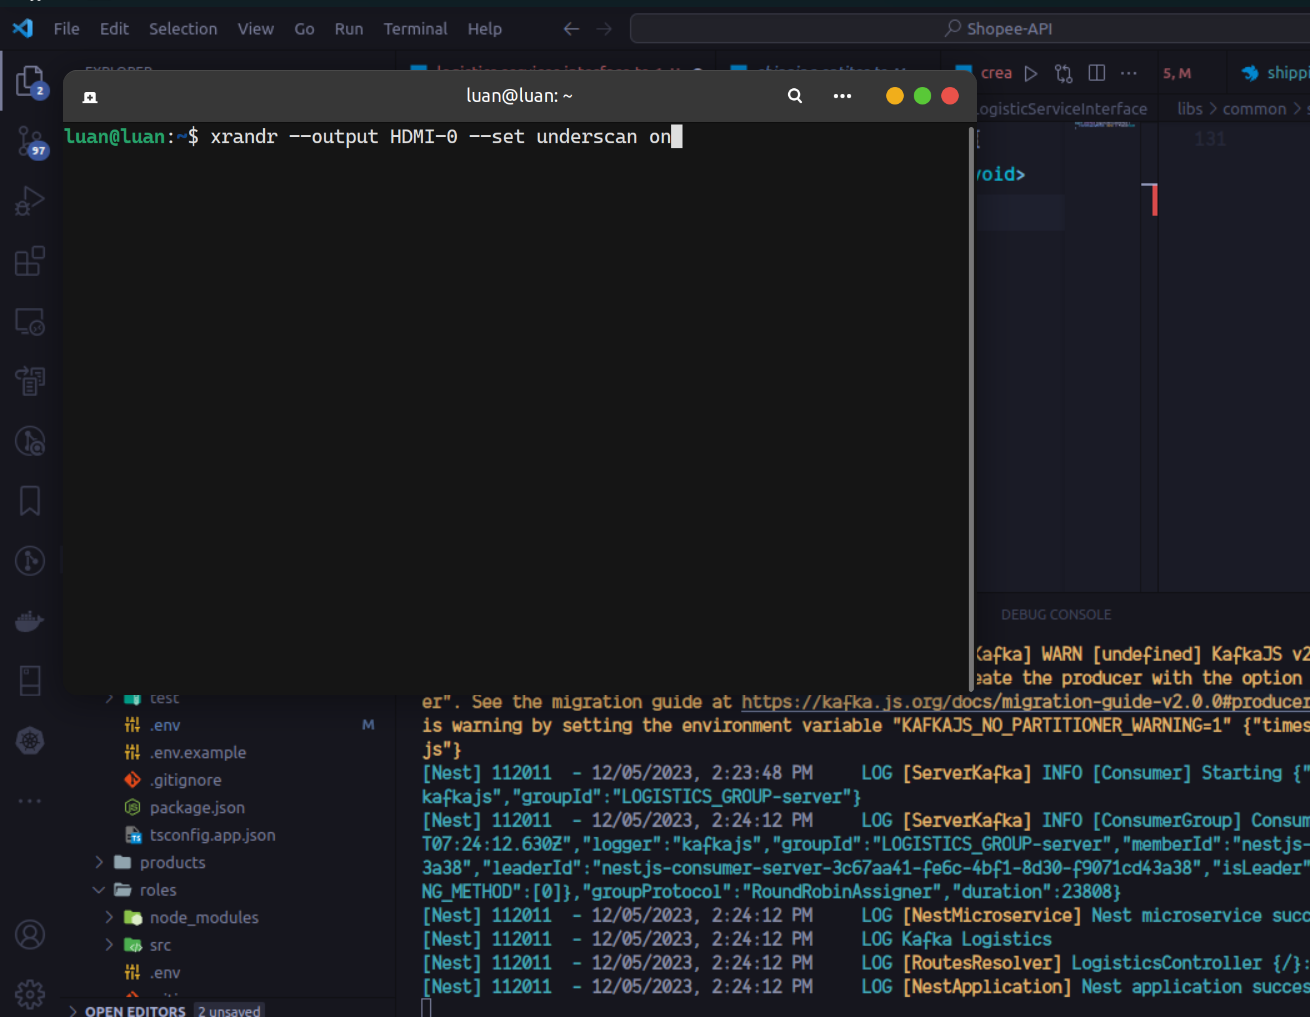 File Edit Selection View Go Run Terminal Help
Shopee-API
2
97
crea
5, M
shippi
luan@luan: ~
ogisticServiceInterface
libs > common >
luan@luan:~$ xrandr --output HDMI-0 --set underscan on
{
131
void>
DEBUG CONSOLE
Kafka] WARN [undefined] KafkaJS v2
eate the producer with the option
er". See the migration guide at https://kafka.js.org/docs/migration-guide-v2.0.0#producer
is warning by setting the environment variable "KAFKAJS_NO_PARTITIONER_WARNING=1" {"times
js"}
[Nest] 112011 - 12/05/2023, 2:23:48 PM LOG [ServerKafka] INFO [Consumer] Starting {"
kafkajs","groupId":"LOGISTICS_GROUP-server"}
[Nest] 112011 - 12/05/2023, 2:24:12 PM LOG [ServerKafka] INFO [ConsumerGroup] Consum
T07:24:12.630Z","logger":"kafkajs","groupId":"LOGISTICS_GROUP-server","memberId":"nestjs-
3a38","leaderId":"nestjs-consumer-server-3c67aa41-fe6c-4bf1-8d30-f9071cd43a38","isLeader"
NG_METHOD":[0]},"groupProtocol":"RoundRobinAssigner","duration":23808}
[Nest] 112011 - 12/05/2023, 2:24:12 PM LOG [NestMicroservice] Nest microservice succ
[Nest] 112011 - 12/05/2023, 2:24:12 PM LOG Kafka Logistics
[Nest] 112011 - 12/05/2023, 2:24:12 PM LOG [RoutesResolver] LogisticsController {/}:
[Nest] 112011 - 12/05/2023, 2:24:12 PM LOG [NestApplication] Nest application succes
test
.env M
.env.example
.gitignore
package.json
tsconfig.app.json
products
roles
node_modules
src
.env
OPEN EDITORS 2 unsaved